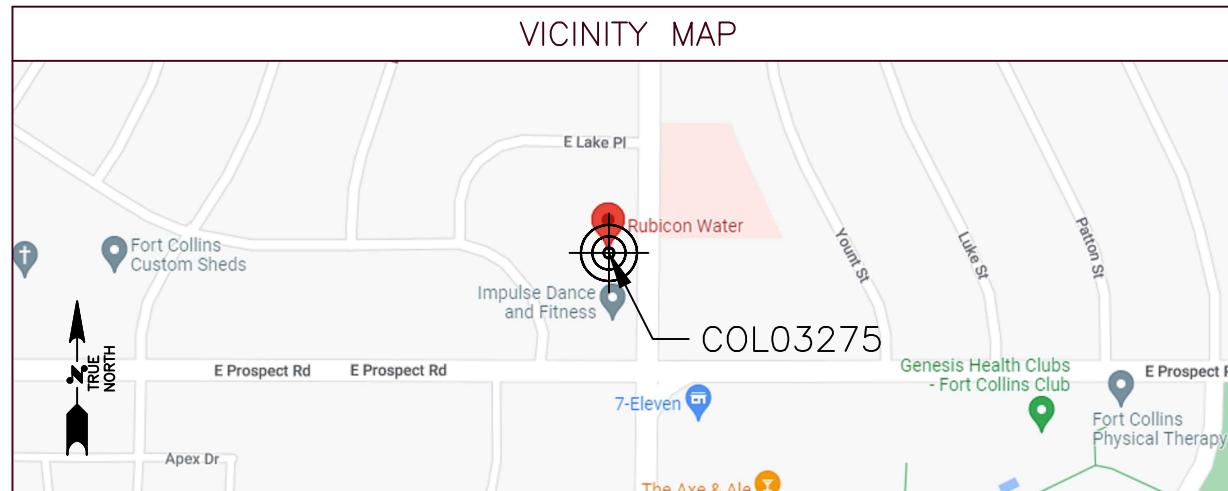 VICINITY MAP
E Lake Pl
Rubicon Water
Fort Collins
Custom Sheds
Yount St
Luke St
Patton St
Impulse Dance
and Fitness
COL03275
TRUE
NORTH
E Prospect Rd
E Prospect Rd
Genesis Health Clubs
- Fort Collins Club
E Prospect R
7-Eleven
Fort Collins
Physical Therapy
Apex Dr
The Axe & Ale